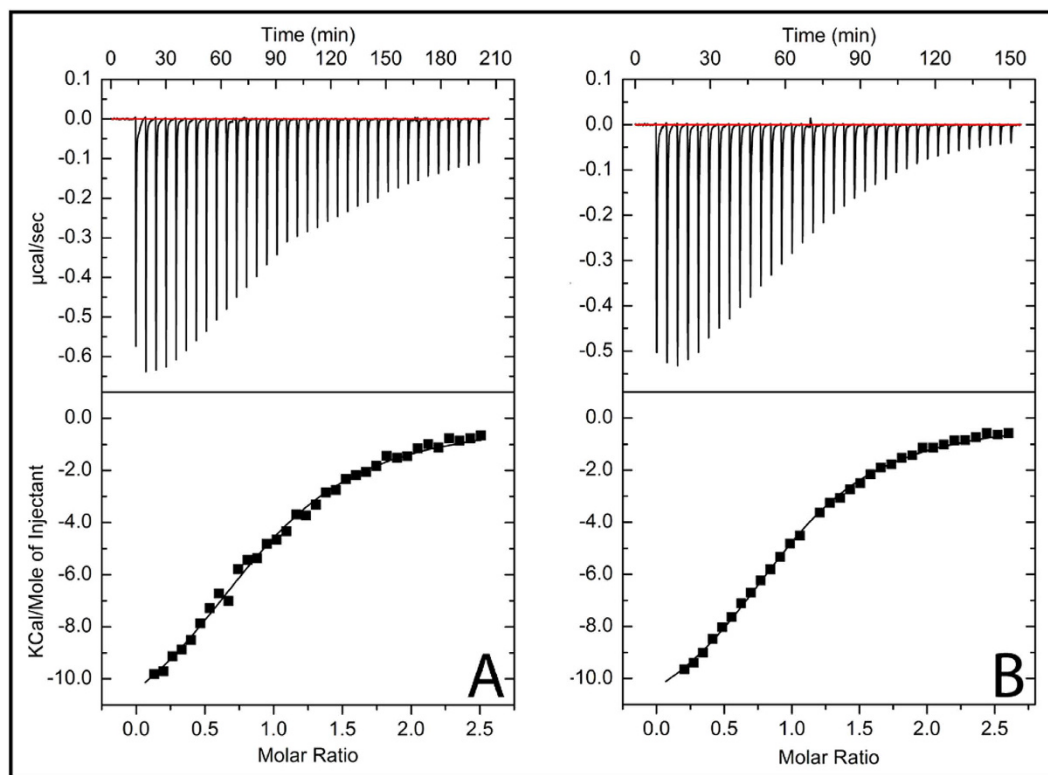 Time (min)
0 30 60 90 120 150 180 210
0.1
0.0
-0.1
-0.2
-0.3
-0.4
-0.5
-0.6
µcal/sec
0.0
-2.0
-4.0
-6.0
-8.0
-10.0
KCal/Mole of Injectant
A
0.0 0.5 1.0 1.5 2.0 2.5
Molar Ratio
Time (min)
0 30 60 90 120 150
0.1
0.0
-0.1
-0.2
-0.3
-0.4
-0.5
0.0
-2.0
-4.0
-6.0
-8.0
-10.0
B
0.0 0.5 1.0 1.5 2.0 2.5
Molar Ratio